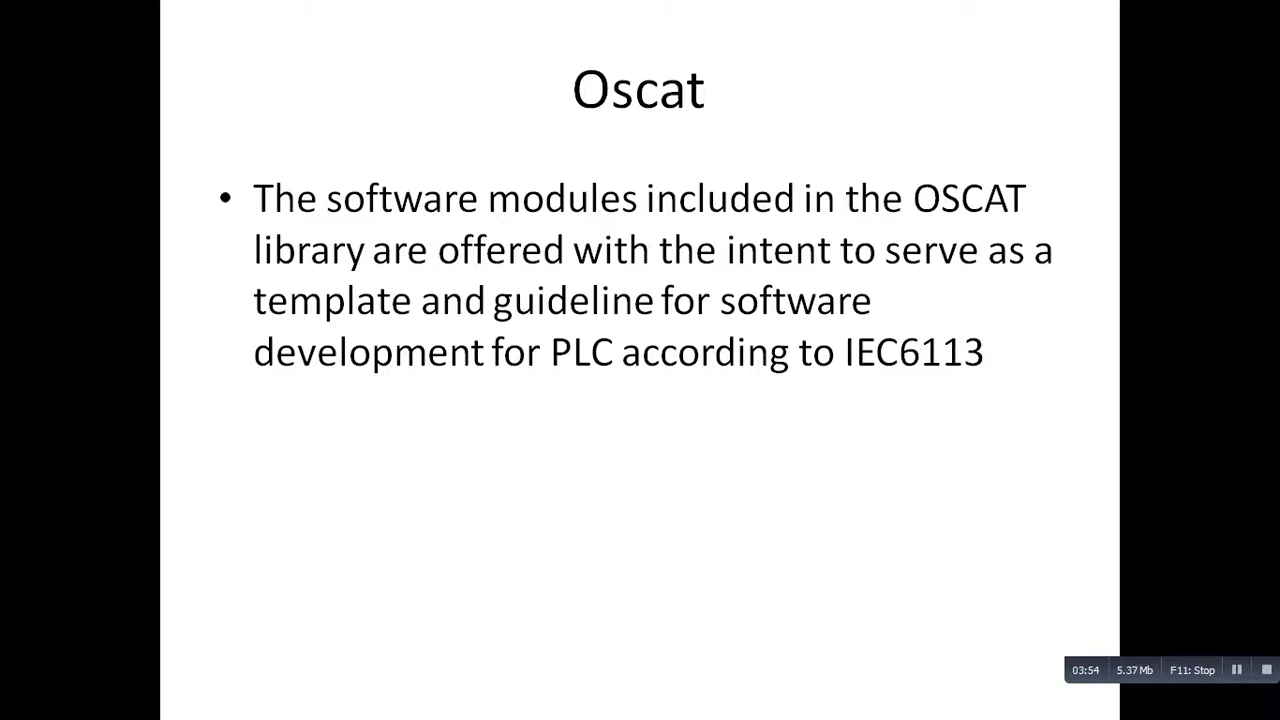 Oscat
• The software modules included in the OSCAT
library are offered with the intent to serve as a
template and guideline for software
development for PLC according to IEC6113
03:54 5.37 Mb F11: Stop